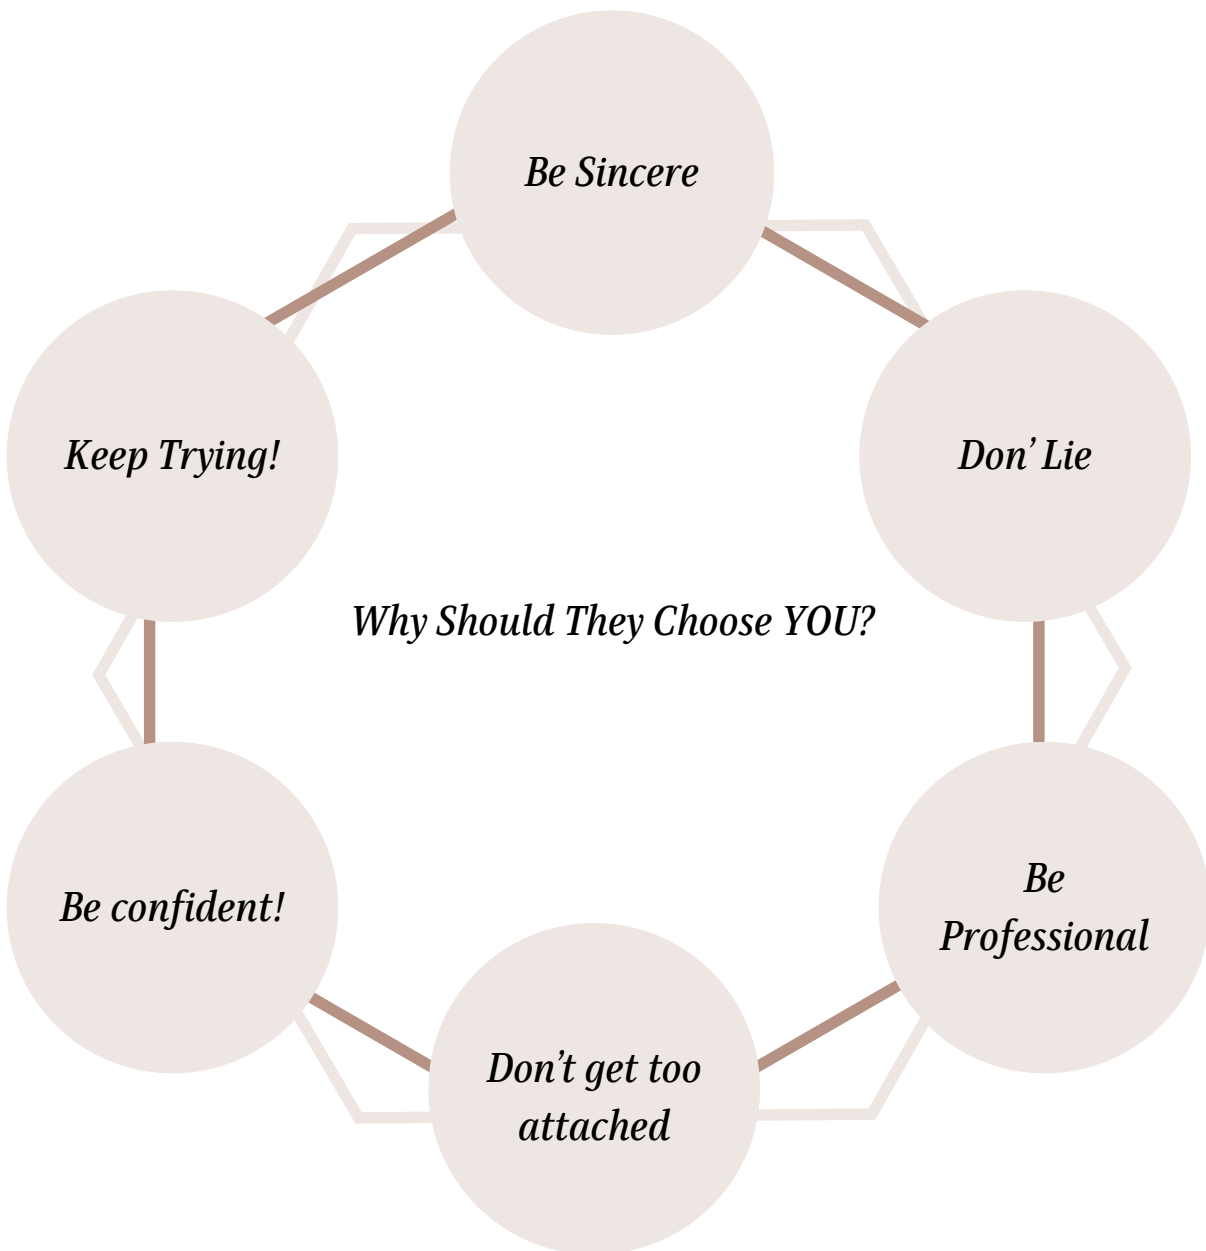 Be Sincere
Keep Trying!
Don’ Lie
Why Should They Choose YOU?
Be confident!
Be
Professional
Don’t get too
attached